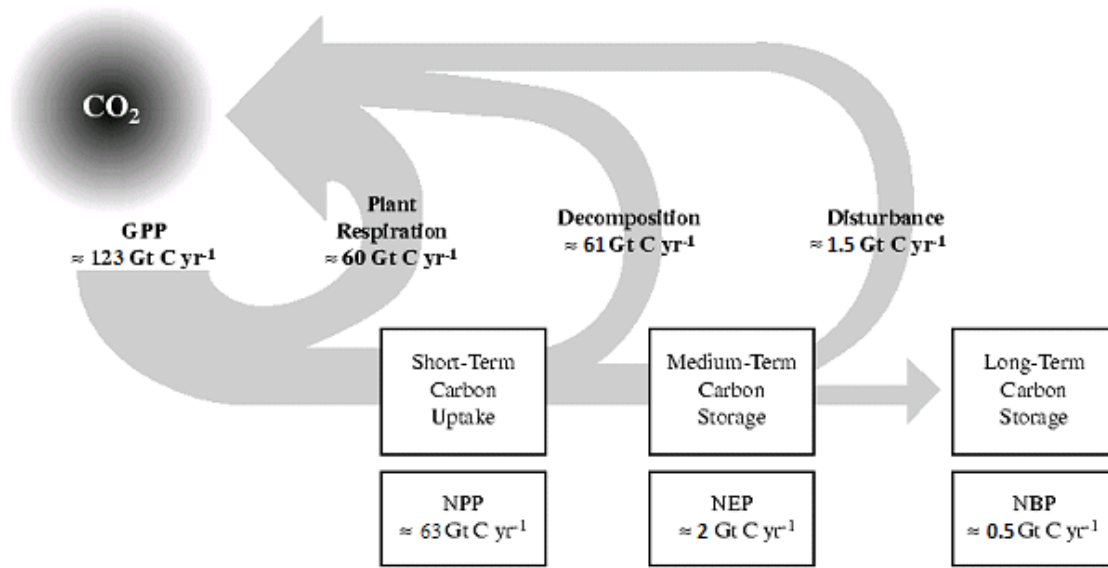 CO₂
GPP
≈ 123 Gt C yr⁻¹
Plant
Respiration
≈ 60 Gt C yr⁻¹
Decomposition
≈ 61 Gt C yr⁻¹
Disturbance
≈ 1.5 Gt C yr⁻¹
Short-Term
Carbon
Uptake
Medium-Term
Carbon
Storage
Long-Term
Carbon
Storage
NPP
≈ 63 Gt C yr⁻¹
NEP
≈ 2 Gt C yr⁻¹
NBP
≈ 0.5 Gt C yr⁻¹